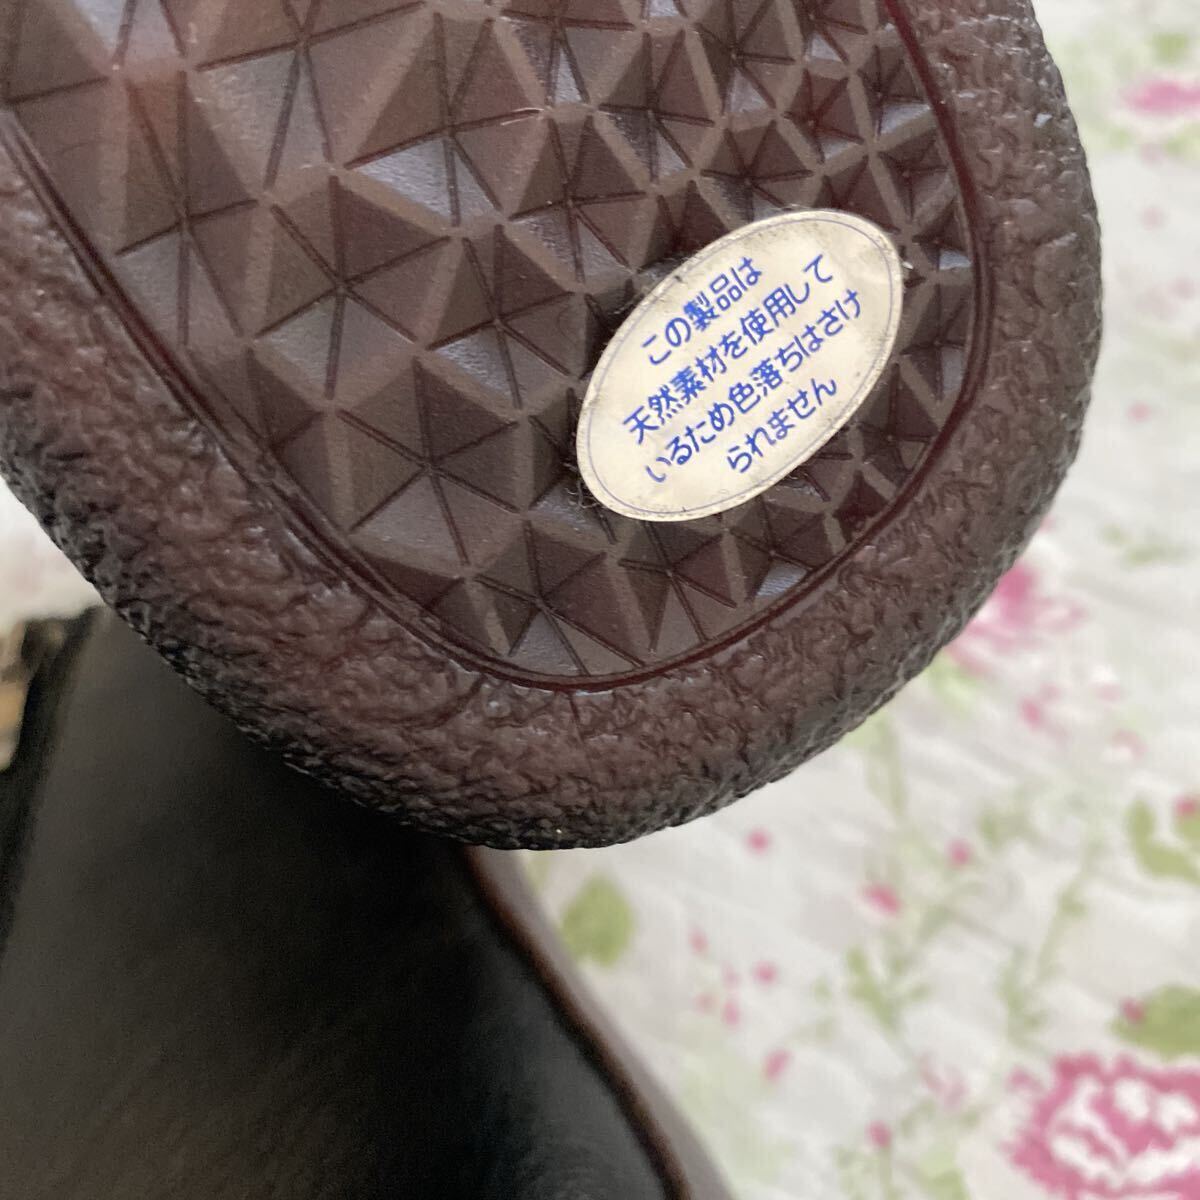 この製品は
天然素材を使用して
いるため色落ちはさけ
られません